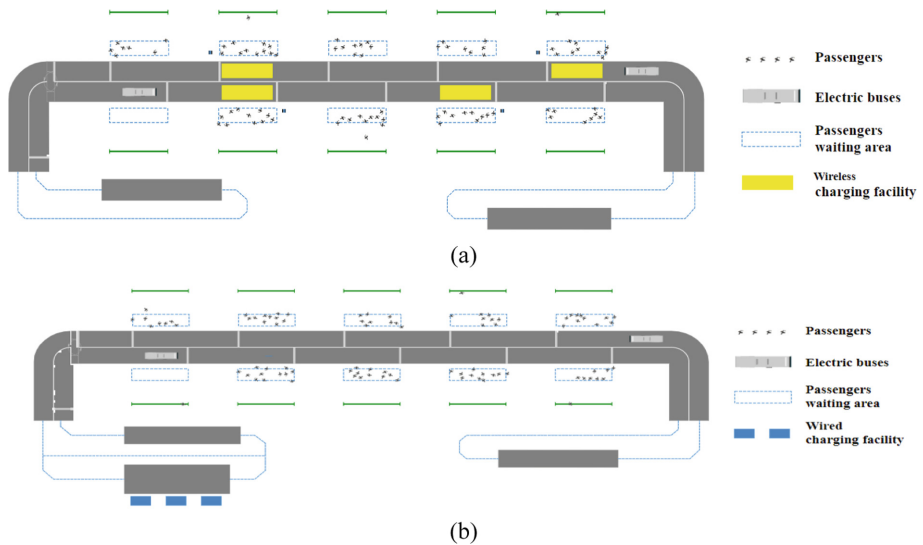 Passengers
Electric buses
Passengers
waiting area
Wireless
charging facility
(a)
Passengers
Electric buses
Passengers
waiting area
Wired
charging facility
(b)